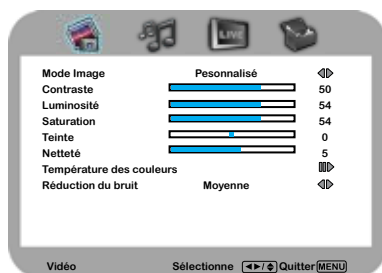 LIVE
Mode Image Pesonnalisé
Contraste 50
Luminosité 54
Saturation 54
Teinte 0
Netteté 5
Température des couleurs
Réduction du bruit Moyenne
Vidéo Sélectionne Quitter MENU